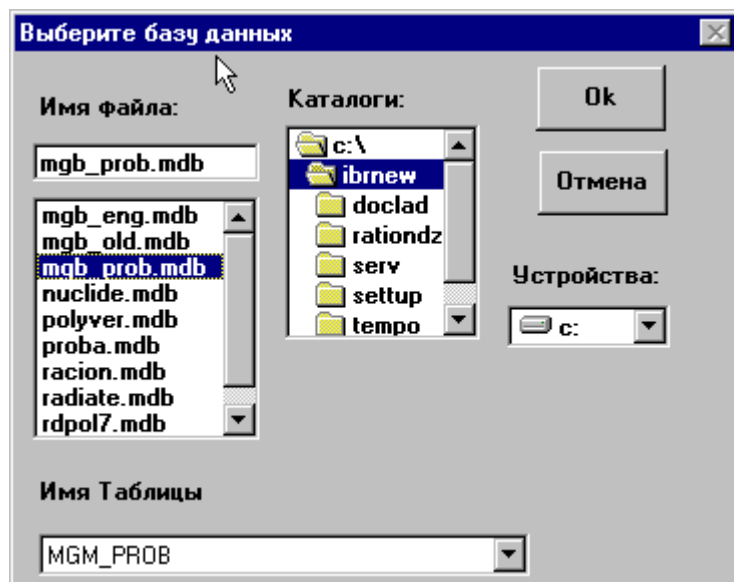 Выберите базу данных
Имя файла:
mgb_prob.mdb
mgb_eng.mdb
mgb_old.mdb
mgb_prob.mdb
nuclide.mdb
polyver.mdb
proba.mdb
racion.mdb
radiate.mdb
rdpol7.mdb
Каталоги:
c:\
ibrnew
doclad
rationdz
serv
settup
tempo
Ok
Отмена
Устройства:
c:
Имя Таблицы
MGM_PROB